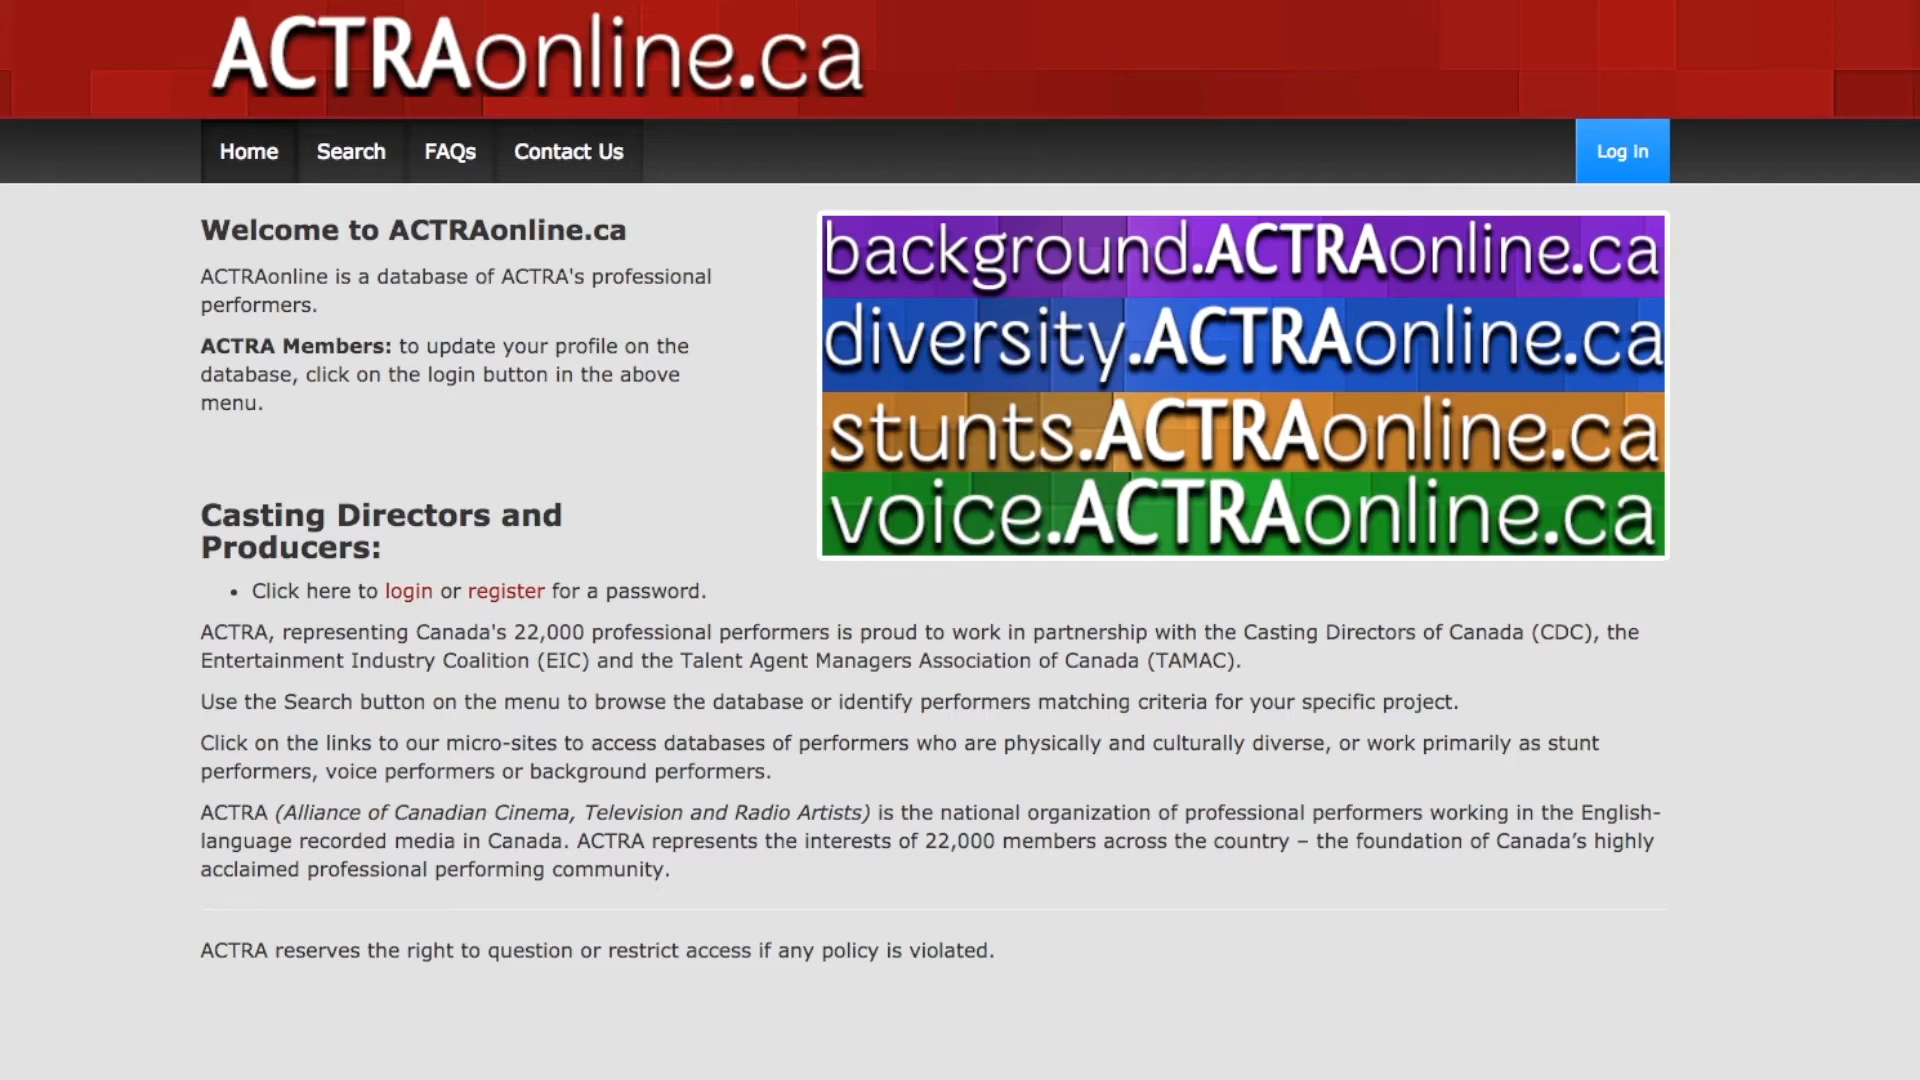 ACTRAonline.ca
Home Search FAQs Contact Us Log in
Welcome to ACTRAonline.ca
ACTRAonline is a database of ACTRA's professional
performers.
ACTRA Members: to update your profile on the
database, click on the login button in the above
menu.
background.ACTRAonline.ca
diversity.ACTRAonline.ca
stunts.ACTRAonline.ca
voice.ACTRAonline.ca
Casting Directors and
Producers:
• Click here to login or register for a password.
ACTRA, representing Canada's 22,000 professional performers is proud to work in partnership with the Casting Directors of Canada (CDC), the
Entertainment Industry Coalition (EIC) and the Talent Agent Managers Association of Canada (TAMAC).
Use the Search button on the menu to browse the database or identify performers matching criteria for your specific project.
Click on the links to our micro-sites to access databases of performers who are physically and culturally diverse, or work primarily as stunt
performers, voice performers or background performers.
ACTRA (Alliance of Canadian Cinema, Television and Radio Artists) is the national organization of professional performers working in the English-
language recorded media in Canada. ACTRA represents the interests of 22,000 members across the country – the foundation of Canada’s highly
acclaimed professional performing community.
ACTRA reserves the right to question or restrict access if any policy is violated.